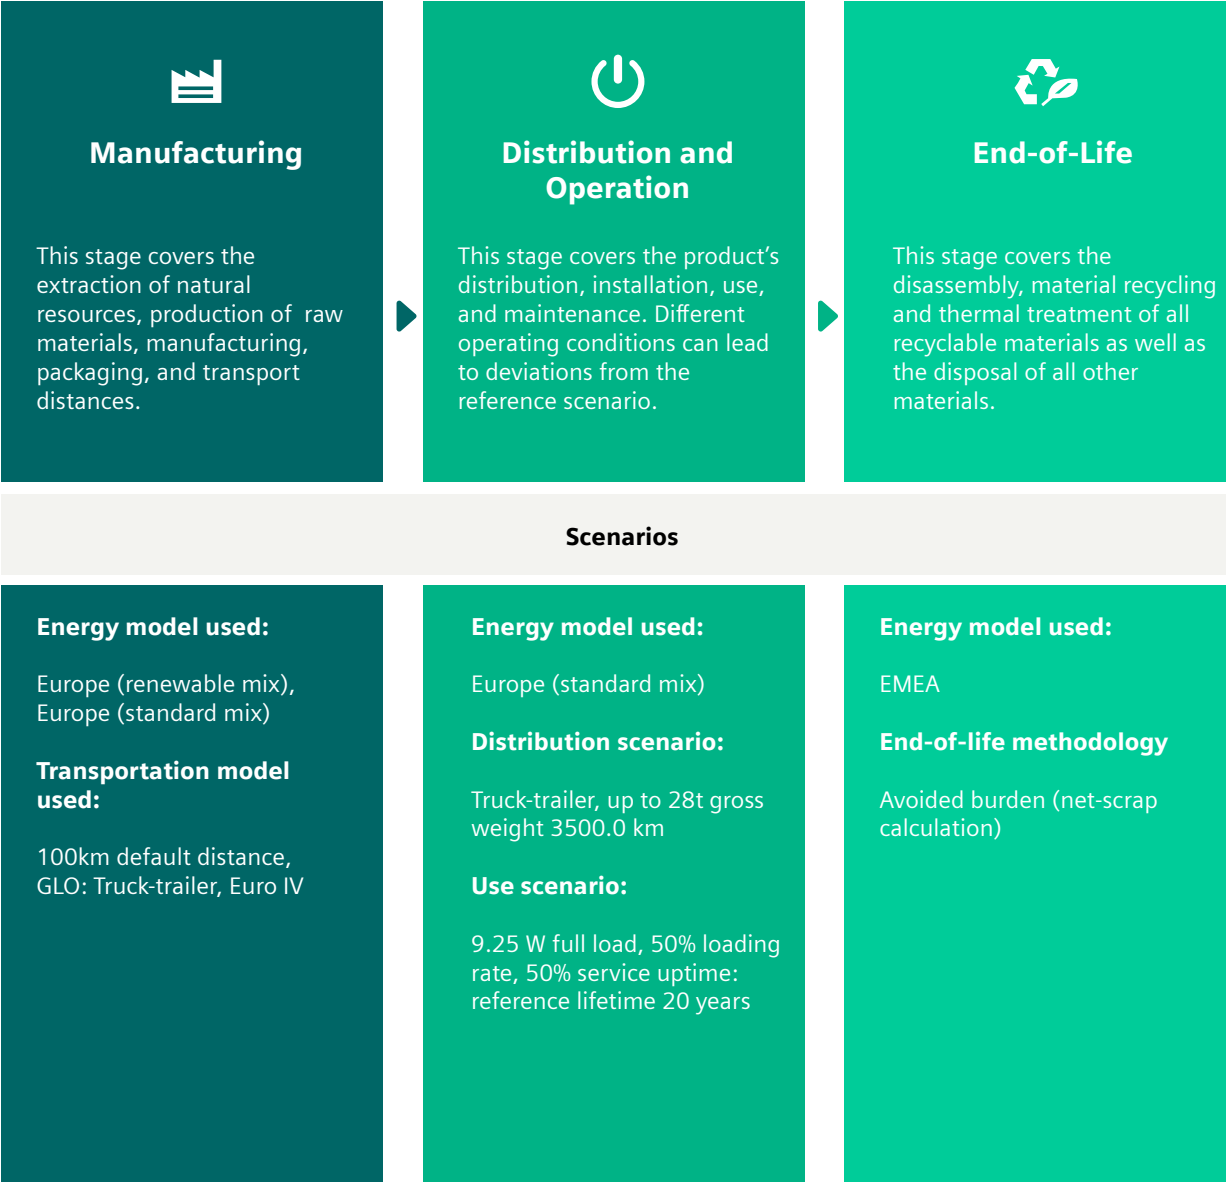 Manufacturing
This stage covers the
extraction of natural
resources, production of  raw
materials, manufacturing,
packaging, and transport
distances.
Distribution and
Operation
This stage covers the product’s
distribution, installation, use,
and maintenance. Different
operating conditions can lead
to deviations from the
reference scenario.
End-of-Life
This stage covers the
disassembly, material recycling
and thermal treatment of all
recyclable materials as well as
the disposal of all other
materials.
Scenarios
Energy model used:
Europe (renewable mix),
Europe (standard mix)
Transportation model
used:
100km default distance,
GLO: Truck-trailer, Euro IV
Energy model used:
Europe (standard mix)
Distribution scenario:
Truck-trailer, up to 28t gross
weight 3500.0 km
Use scenario:
9.25 W full load, 50% loading
rate, 50% service uptime:
reference lifetime 20 years
Energy model used:
EMEA
End-of-life methodology
Avoided burden (net-scrap
calculation)